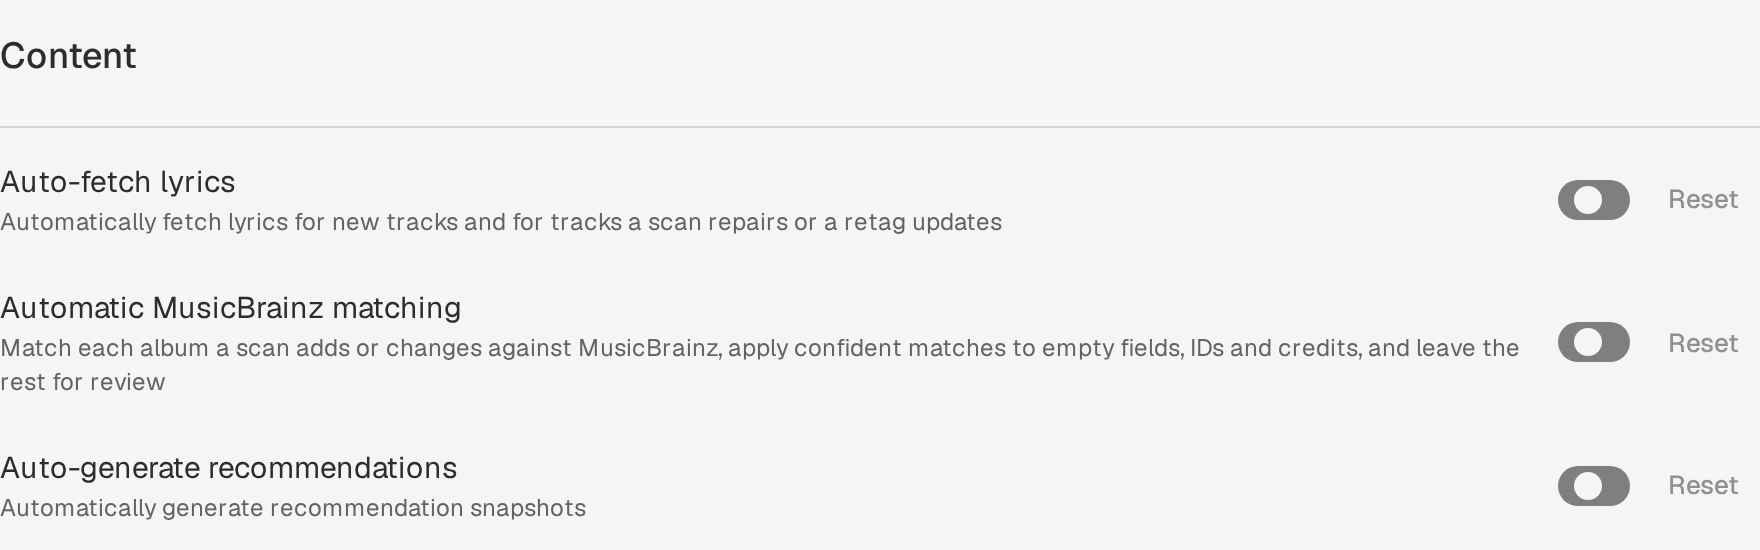 Content
Auto-fetch lyrics
Automatically fetch lyrics for new tracks and for tracks a scan repairs or a retag updates
Reset
Automatic MusicBrainz matching
Match each album a scan adds or changes against MusicBrainz, apply confident matches to empty fields, IDs and credits, and leave the
rest for review
Reset
Auto-generate recommendations
Automatically generate recommendation snapshots
Reset